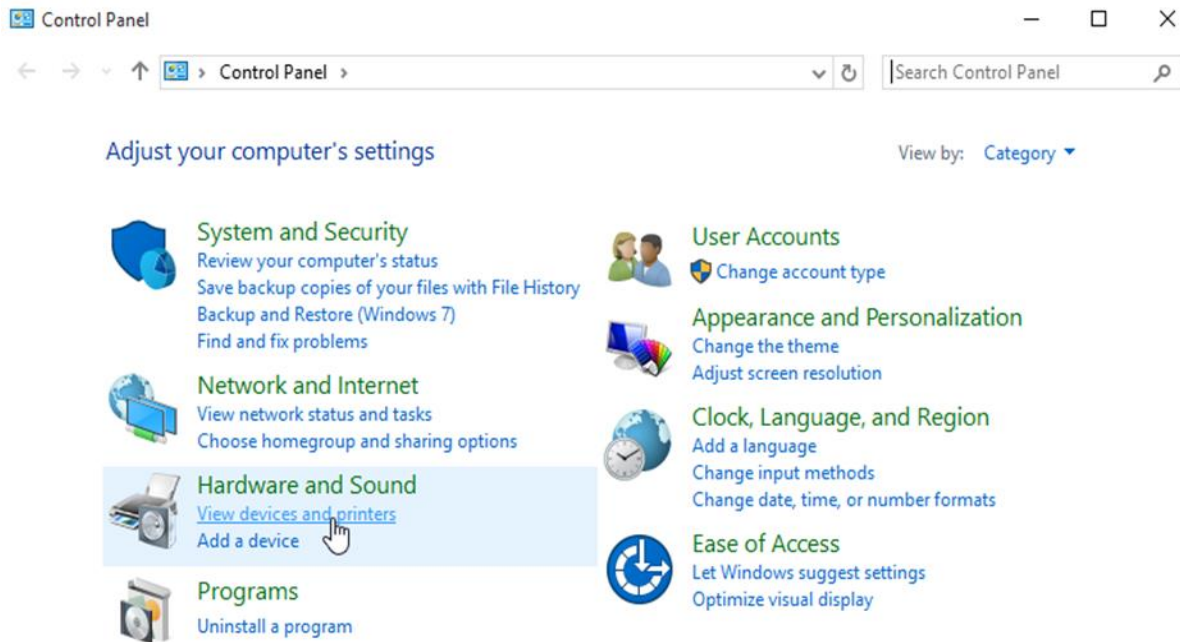 Control Panel
Control Panel
Search Control Panel
Adjust your computer's settings
View by: Category
System and Security
Review your computer's status
Save backup copies of your files with File History
Backup and Restore (Windows 7)
Find and fix problems
Network and Internet
View network status and tasks
Choose homegroup and sharing options
Hardware and Sound
View devices and printers
Add a device
Programs
Uninstall a program
User Accounts
Change account type
Appearance and Personalization
Change the theme
Adjust screen resolution
Clock, Language, and Region
Add a language
Change input methods
Change date, time, or number formats
Ease of Access
Let Windows suggest settings
Optimize visual display